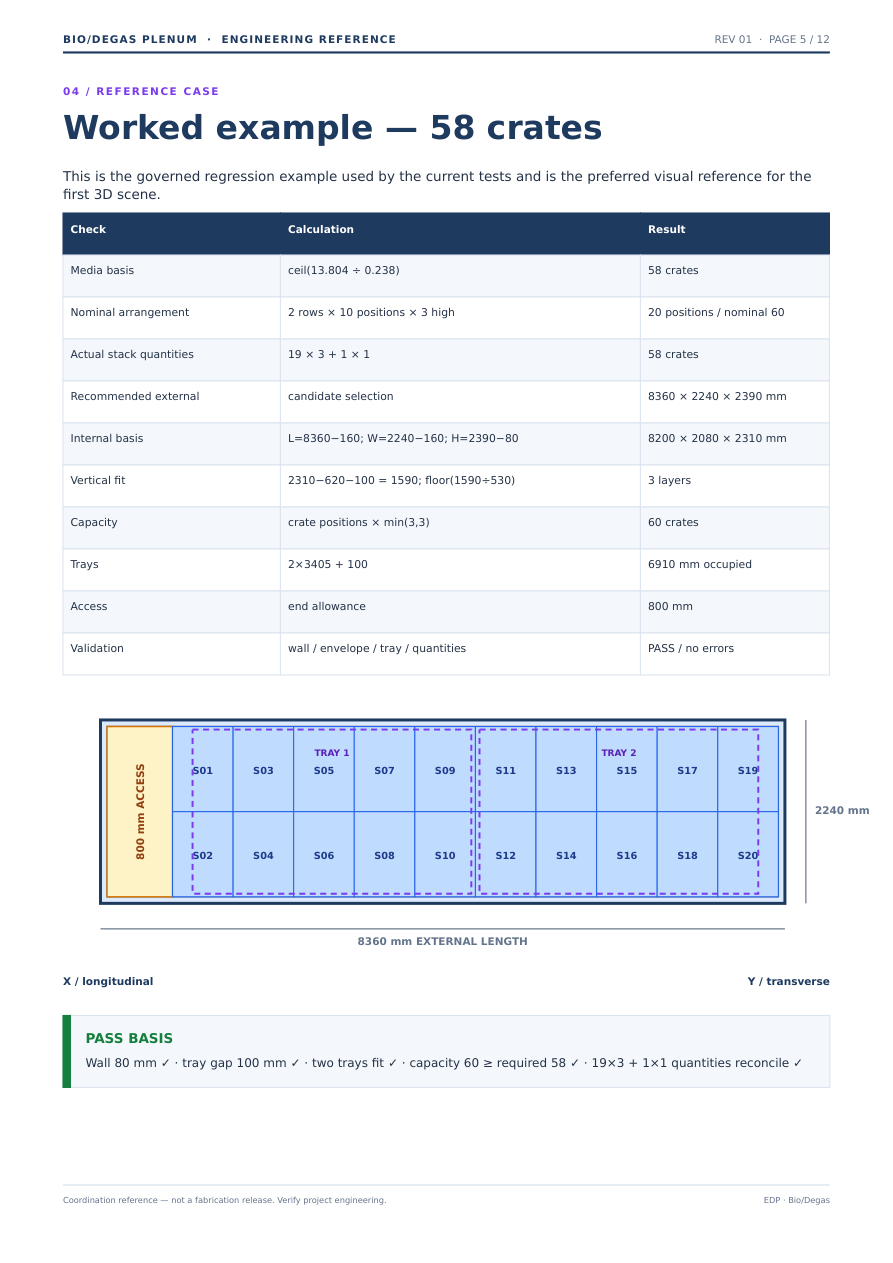 BIO/DEGAS PLENUM · ENGINEERING REFERENCE
REV 01 · PAGE 5 / 12
04 / REFERENCE CASE
Worked example — 58 crates
This is the governed regression example used by the current tests and is the preferred visual reference for the
first 3D scene.
Check Calculation Result
Media basis ceil(13.804 ÷ 0.238) 58 crates
Nominal arrangement 2 rows × 10 positions × 3 high 20 positions / nominal 60
Actual stack quantities 19 × 3 + 1 × 1 58 crates
Recommended external candidate selection 8360 × 2240 × 2390 mm
Internal basis L=8360−160; W=2240−160; H=2390−80 8200 × 2080 × 2310 mm
Vertical fit 2310−620−100 = 1590; floor(1590÷530) 3 layers
Capacity crate positions × min(3,3) 60 crates
Trays 2×3405 + 100 6910 mm occupied
Access end allowance 800 mm
Validation wall / envelope / tray / quantities PASS / no errors
800 mm ACCESS
TRAY 1 TRAY 2
S01 S03 S05 S07 S09 S11 S13 S15 S17 S19
S02 S04 S06 S08 S10 S12 S14 S16 S18 S20
2240 mm
8360 mm EXTERNAL LENGTH
X / longitudinal Y / transverse
PASS BASIS
Wall 80 mm ✓ · tray gap 100 mm ✓ · two trays fit ✓ · capacity 60 ≥ required 58 ✓ · 19×3 + 1×1 quantities reconcile ✓
Coordination reference — not a fabrication release. Verify project engineering.
EDP · Bio/Degas